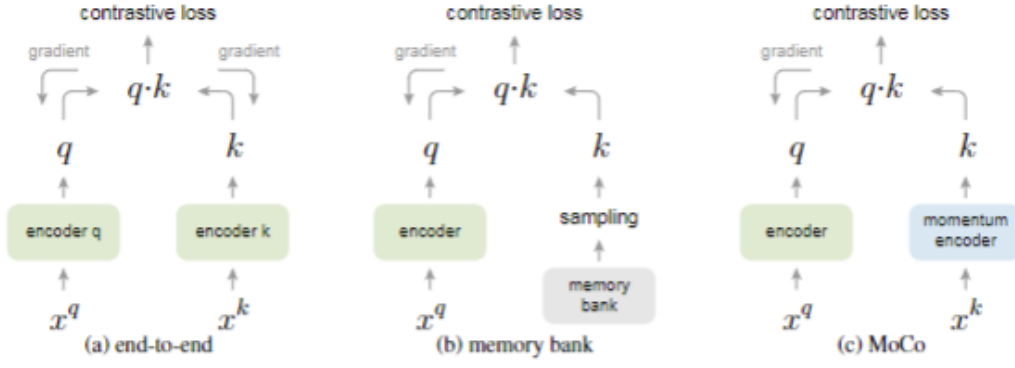 contrastive loss
gradient gradient
q·k
q k
encoder q encoder k
x^q x^k
(a) end-to-end
contrastive loss
gradient
q·k
q k
encoder sampling
memory
bank
x^q
(b) memory bank
contrastive loss
gradient
q·k
q k
encoder momentum
encoder
x^q x^k
(c) MoCo